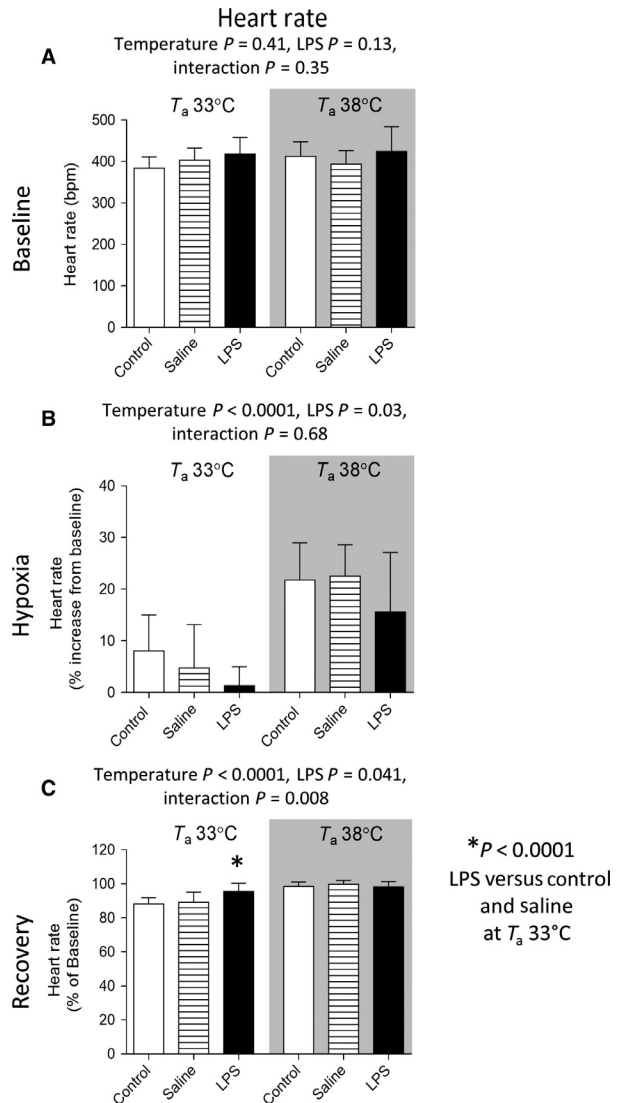 Heart rate
A
Temperature P = 0.41, LPS P = 0.13,
interaction P = 0.35
Ta 33°C
Ta 38°C
Baseline
Heart rate (bpm)
500
400
300
200
100
0
Control
Saline
LPS
Control
Saline
LPS
B
Temperature P < 0.0001, LPS P = 0.03,
interaction P = 0.68
Ta 33°C
Ta 38°C
Hypoxia
Heart rate
(% increase from baseline)
40
30
20
10
0
Control
Saline
LPS
Control
Saline
LPS
C
Temperature P < 0.0001, LPS P = 0.041,
interaction P = 0.008
Ta 33°C
Ta 38°C
Recovery
Heart rate
(% of Baseline)
120
100
80
60
40
20
0
*
Control
Saline
LPS
Control
Saline
LPS
*P < 0.0001
LPS versus control
and saline
at Ta 33°C